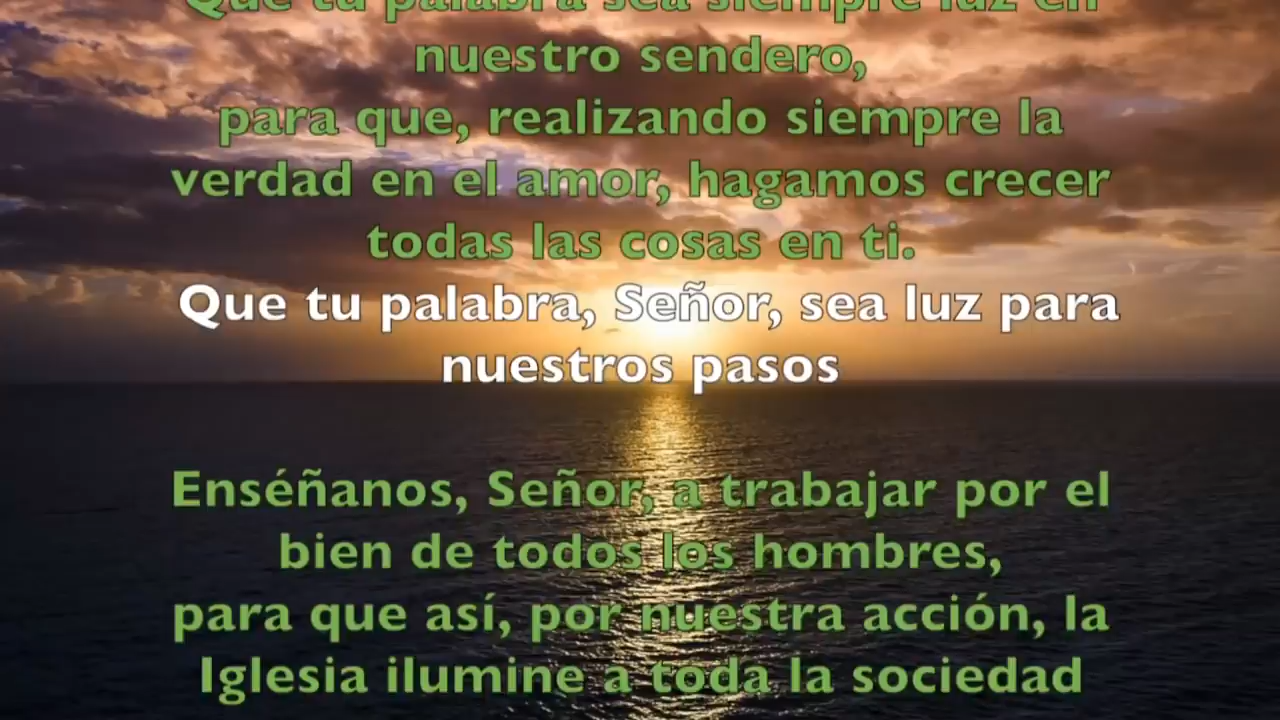 Que tu palabra sea siempre luz en
nuestro sendero,
para que, realizando siempre la
verdad en el amor, hagamos crecer
todas las cosas en ti.
Que tu palabra, Señor, sea luz para
nuestros pasos
Enséñanos, Señor, a trabajar por el
bien de todos los hombres,
para que así, por nuestra acción, la
Iglesia ilumine a toda la sociedad